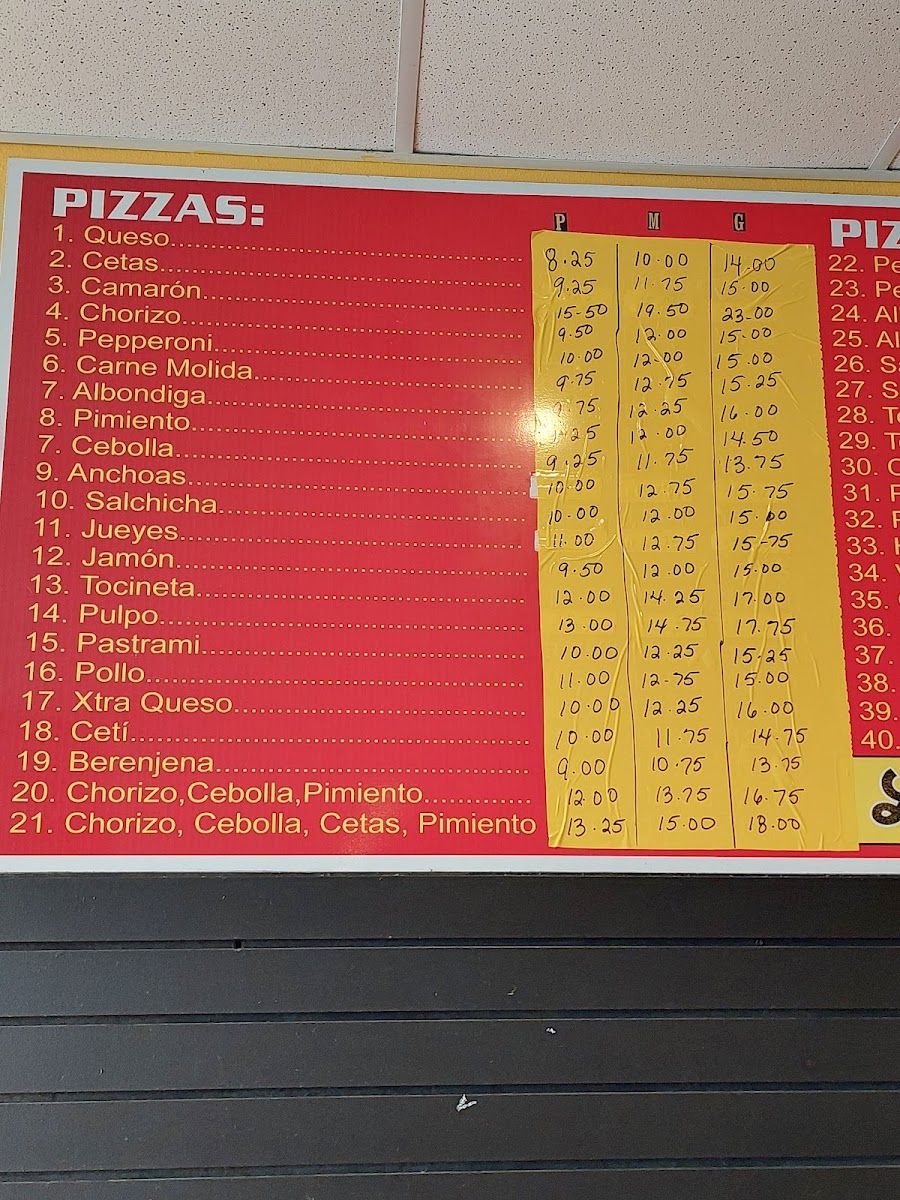 PIZZAS:
P M G
1. Queso 8.25 10.00 14.00
2. Cetas 9.25 11.75 15.00
3. Camarón 15-50 19.50 23-00
4. Chorizo 9.50 12.00 15-00
5. Pepperoni 10.00 12.00 15.00
6. Carne Molida 9.75 12.75 15.25
7. Albondiga 12.25 16.00
8. Pimiento 12.00 14.50
7. Cebolla 9.25 11.75 13.75
9. Anchoas 10.00 12.75 15.75
10. Salchicha 10.00 12.00 15.00
11. Jueyes 11.00 12.75 15-75
12. Jamón 9.50 12.00 15.00
13. Tocineta 12.00 14.25 17.00
14. Pulpo 13.00 14.75 17.75
15. Pastrami 10.00 12.25 15-25
16. Pollo 11.00 12.75 15.00
17. Xtra Queso 10.00 12.25 16.00
18. Cetí 10.00 11.75 14.75
19. Berenjena 9.00 10.75 13.75
20. Chorizo,Cebolla,Pimiento 12.00 13.75 16.75
21. Chorizo, Cebolla, Cetas, Pimiento 13.25 15.00 18.00
PIZ
22. Pe
23. Pe
24. Al
25. Al
26. Sa
27. S
28. To
29. To
30.
31.
32.
33.
34.
35.
36.
37.
38.
39.
40.